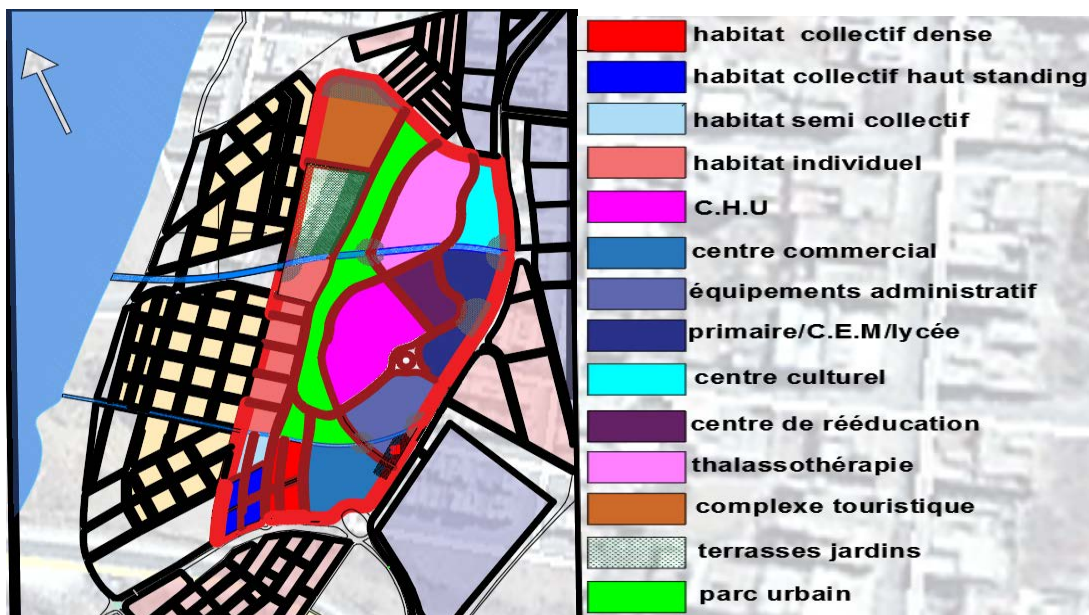 habitat collectif dense
habitat collectif haut standing
habitat semi collectif
habitat individuel
C.H.U
centre commercial
équipements administratif
primaire/C.E.M/lycée
centre culturel
centre de rééducation
thalassothérapie
complexe touristique
terrasses jardins
parc urbain